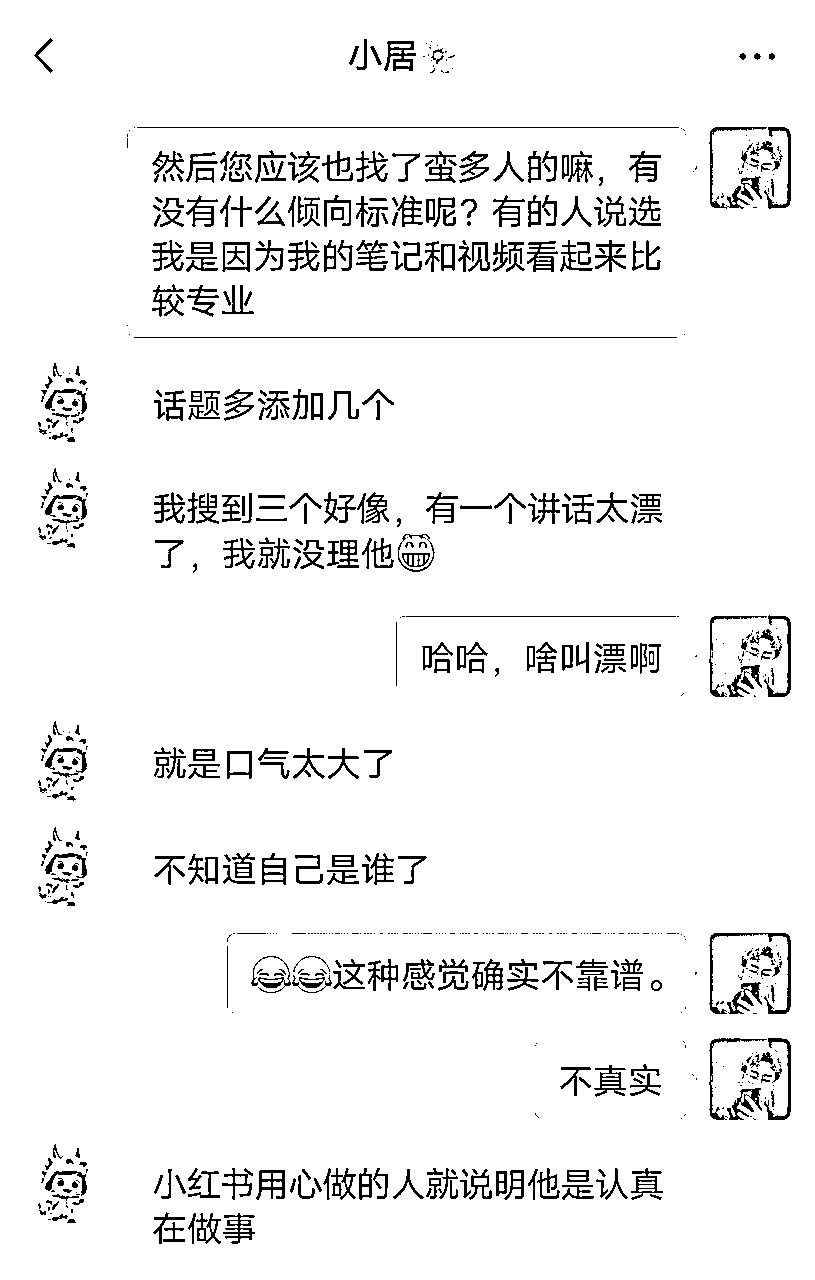 小居
然后您应该也找了蛮多人的嘛，有
没有什么倾向标准呢？有的人说选
我是因为我的笔记和视频看起来比
较专业
话题多添加几个
我搜到三个好像，有一个讲话太漂
了，我就没理他😁
哈哈，啥叫漂啊
就是口气太大了
不知道自己是谁了
😂😂这种感觉确实不靠谱。
不真实
小红书用心做的人就说明他是认真
在做事